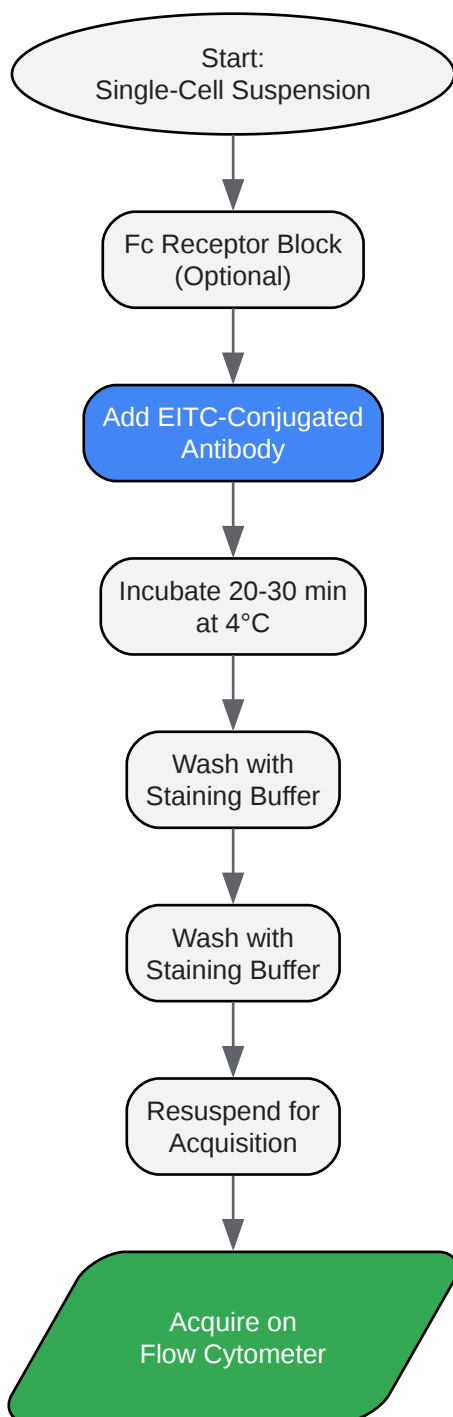 Start:
Single-Cell Suspension
Fc Receptor Block
(Optional)
Add EITC-Conjugated
Antibody
Incubate 20-30 min
at 4°C
Wash with
Staining Buffer
Wash with
Staining Buffer
Resuspend for
Acquisition
Acquire on
Flow Cytometer